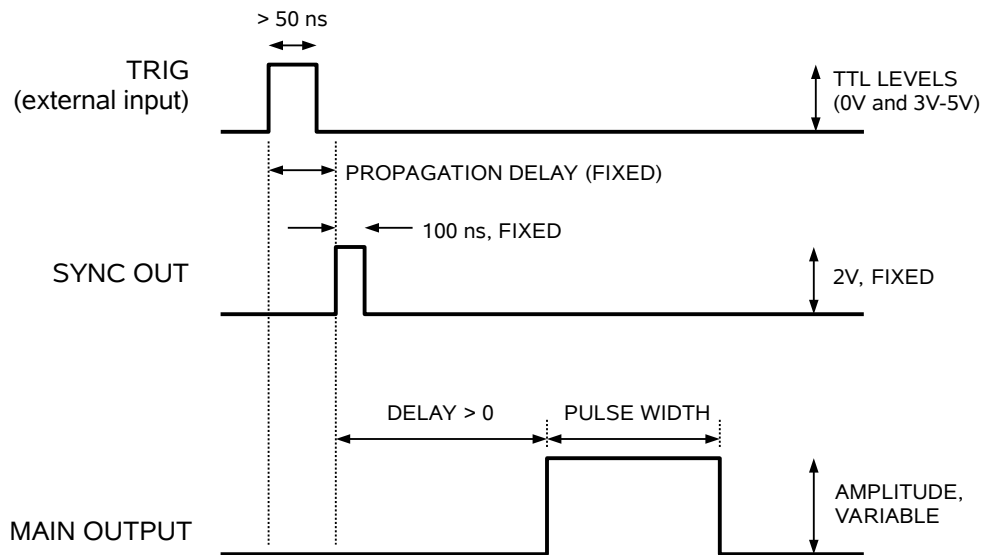 > 50 ns
TRIG
(external input)
TTL LEVELS
(0V and 3V-5V)
PROPAGATION DELAY (FIXED)
100 ns, FIXED
SYNC OUT
2V, FIXED
DELAY > 0
PULSE WIDTH
AMPLITUDE,
VARIABLE
MAIN OUTPUT